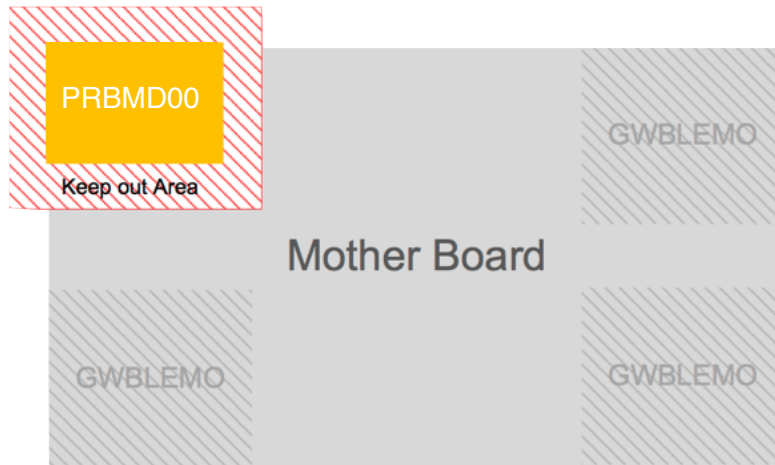 PRBMD00
Keep out Area
GWBLEMO
Mother Board
GWBLEMO
GWBLEMO